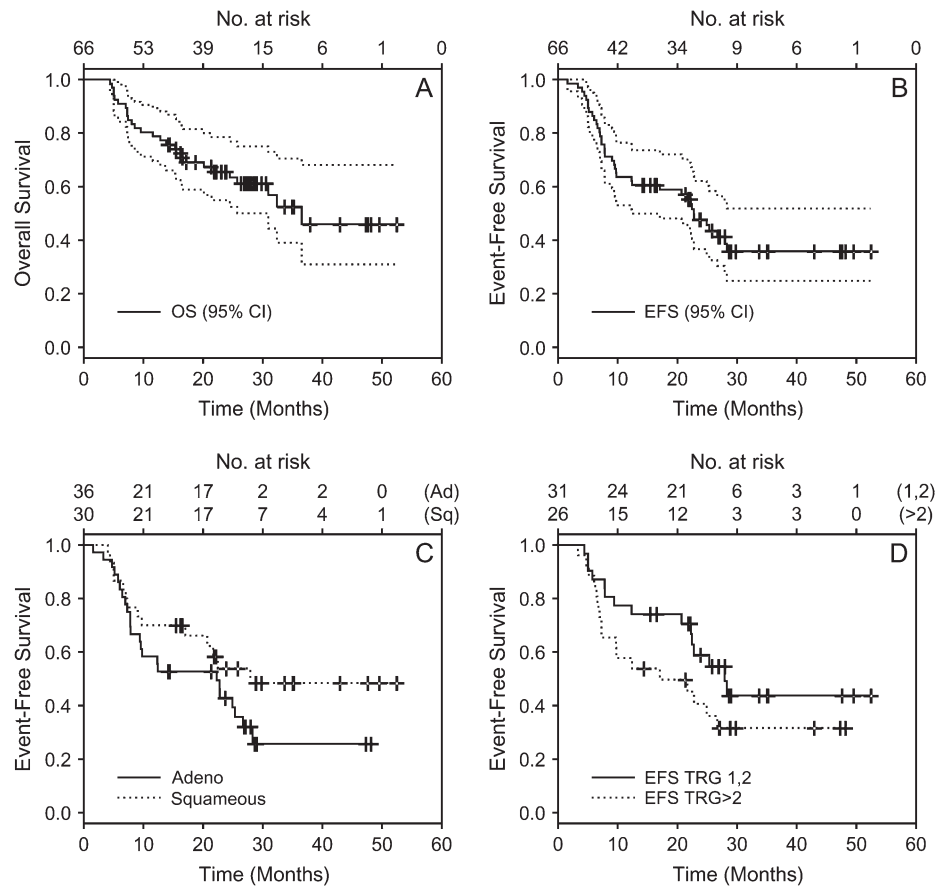 No. at risk
66 53 39 15 6 1 0
A
1.0
0.8
0.6
0.4
0.2
0.0
Overall Survival
OS (95% CI)
0 10 20 30 40 50 60
Time (Months)
No. at risk
66 42 34 9 6 1 0
B
1.0
0.8
0.6
0.4
0.2
0.0
Event-Free Survival
EFS (95% CI)
0 10 20 30 40 50 60
Time (Months)
No. at risk
36 21 17 2 2 0 (Ad)
30 21 17 7 4 1 (Sq)
C
1.0
0.8
0.6
0.4
0.2
0.0
Event-Free Survival
Adeno
Squameous
0 10 20 30 40 50 60
Time (Months)
No. at risk
31 24 21 6 3 1 (1,2)
26 15 12 3 3 0 (>2)
D
1.0
0.8
0.6
0.4
0.2
0.0
Event-Free Survival
EFS TRG 1,2
EFS TRG>2
0 10 20 30 40 50 60
Time (Months)